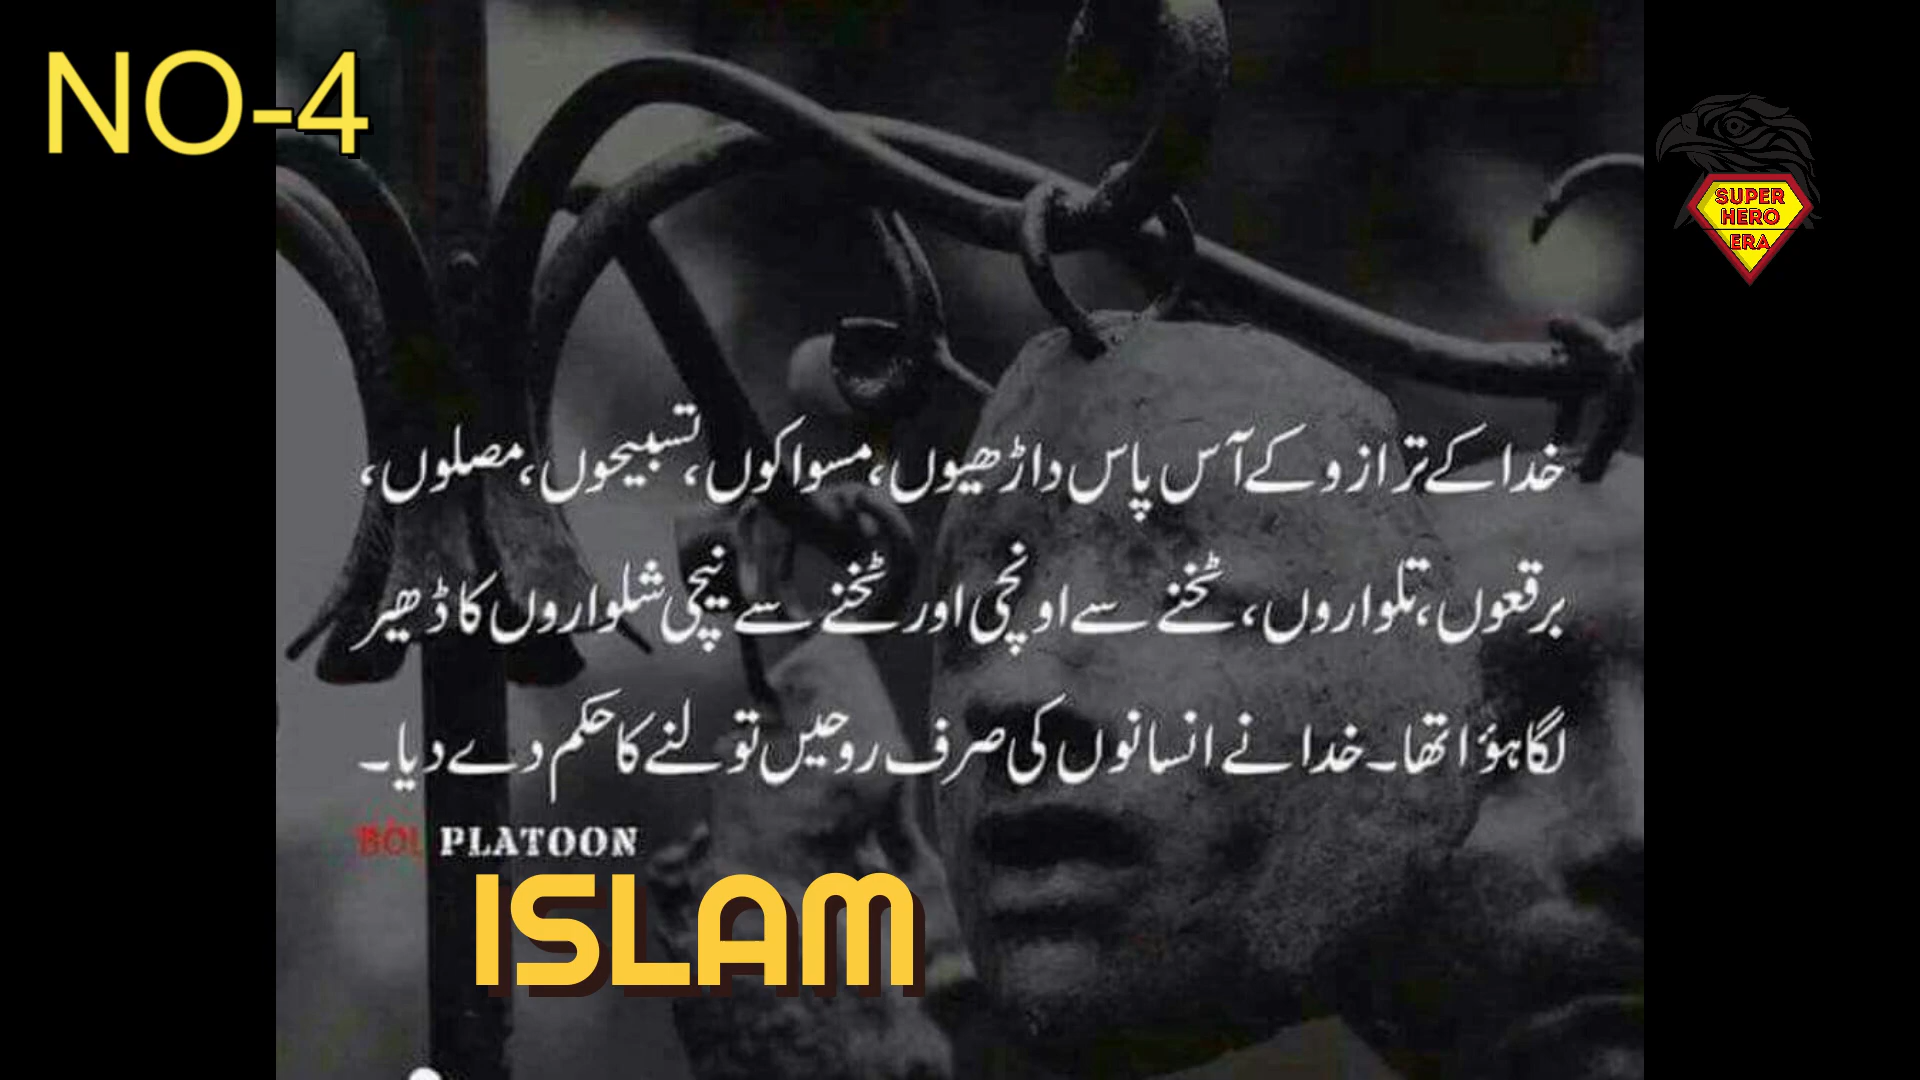 NO-4
SUPER
HERO
ERA
خدا کے ترازو کے آس پاس داڑھیوں، مسواکوں، تسبیحوں، مصلوں،
برقعوں، تلواروں، ٹخنے سے اونچی اور ٹخنے سے نیچی شلواروں کا ڈھیر
لگا ہؤا تھا۔ خدا نے انسانوں کی صرف روحیں تولنے کا حکم دے دیا۔
BOL PLATOON
ISLAM